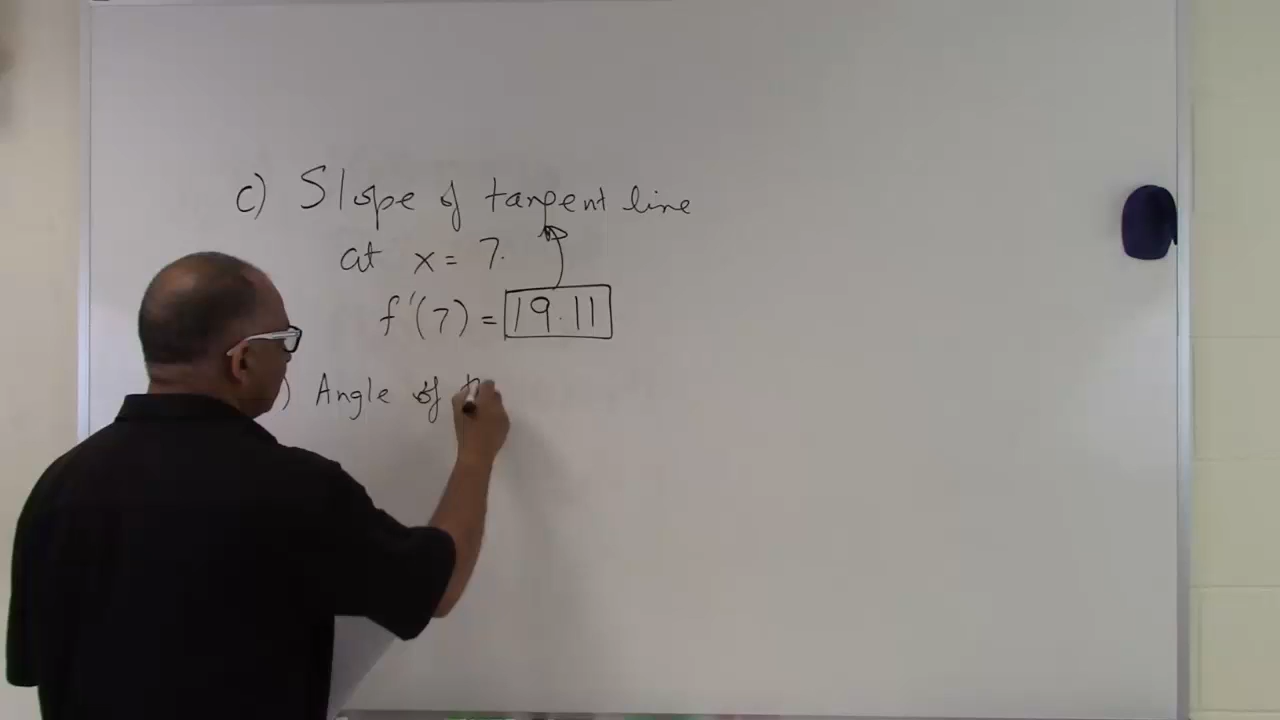 c) Slope of tangent line
at x = 7.
f'(7) = 19.11
) Angle of